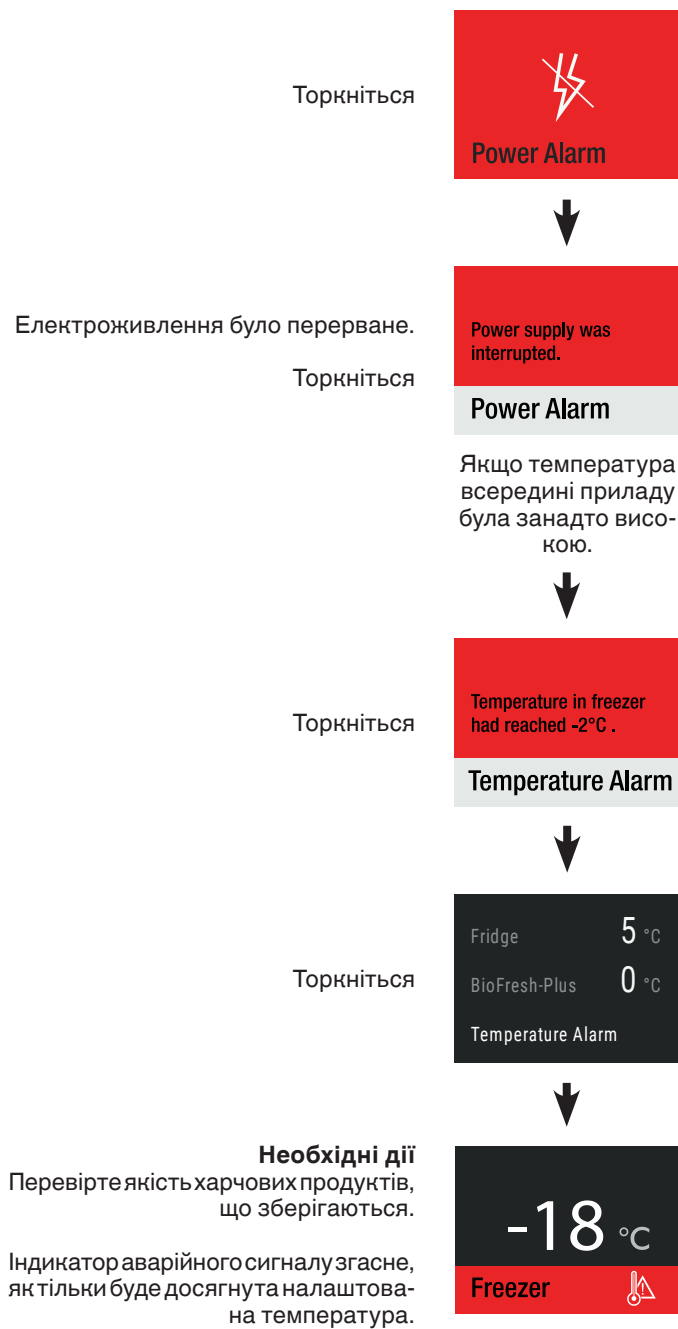 Торкніться
Power Alarm
Електроживлення було перерване.
Торкніться
Power supply was
interrupted.
Power Alarm
Якщо температура
всередині приладу
була занадто висо-
кою.
Торкніться
Temperature in freezer
had reached -2°C .
Temperature Alarm
Торкніться
Fridge 5 °C
BioFresh-Plus 0 °C
Temperature Alarm
Необхідні дії
Перевірте якість харчових продуктів,
що зберігаються.
Індикатор аварійного сигналу згасне,
як тільки буде досягнута налаштова-
на температура.
-18 °C
Freezer